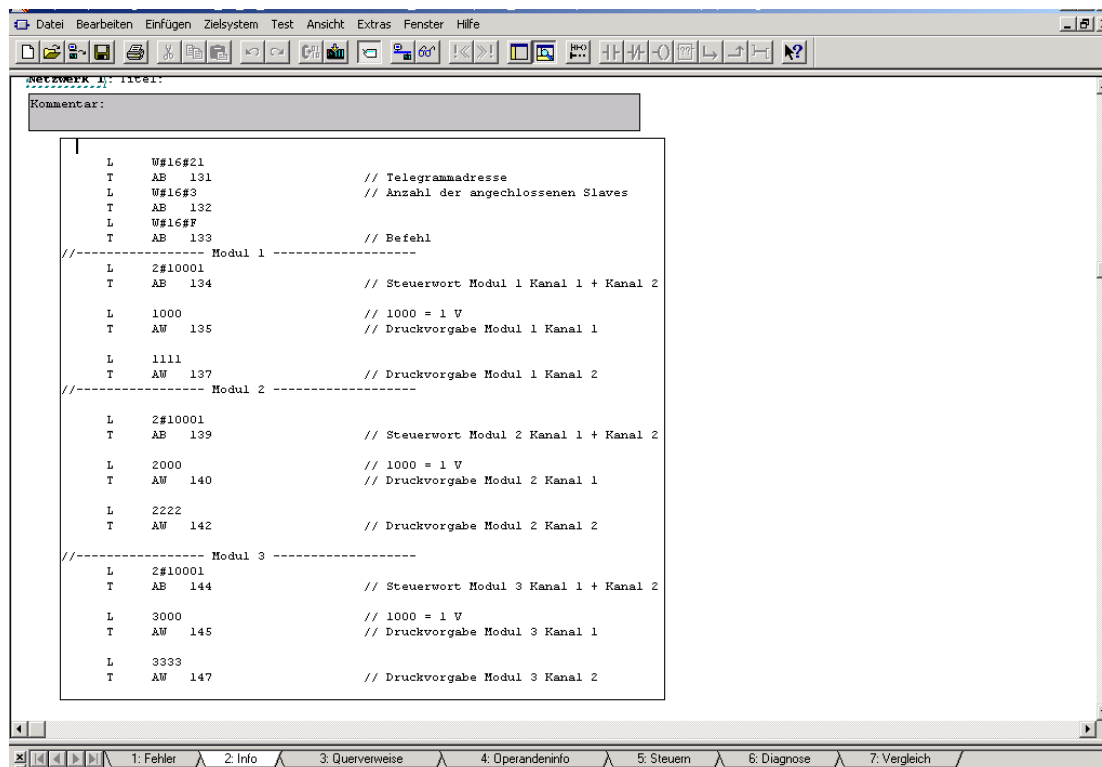 Datei Bearbeiten Einfügen Zielsystem Test Ansicht Extras Fenster Hilfe
Netzwerk 1: Titel:
Kommentar:
L W#16#21
T AB 131 // Telegrammadresse
L W#16#3 // Anzahl der angechlossenen Slaves
T AB 132
L W#16#F
T AB 133 // Befehl
//----------------- Modul 1 -------------------
L 2#10001
T AB 134 // Steuerwort Modul 1 Kanal 1 + Kanal 2
L 1000 // 1000 = 1 V
T AW 135 // Druckvorgabe Modul 1 Kanal 1
L 1111
T AW 137 // Druckvorgabe Modul 1 Kanal 2
//----------------- Modul 2 -------------------
L 2#10001
T AB 139 // Steuerwort Modul 2 Kanal 1 + Kanal 2
L 2000 // 1000 = 1 V
T AW 140 // Druckvorgabe Modul 2 Kanal 1
L 2222
T AW 142 // Druckvorgabe Modul 2 Kanal 2
//----------------- Modul 3 -------------------
L 2#10001
T AB 144 // Steuerwort Modul 3 Kanal 1 + Kanal 2
L 3000 // 1000 = 1 V
T AW 145 // Druckvorgabe Modul 3 Kanal 1
L 3333
T AW 147 // Druckvorgabe Modul 3 Kanal 2
1: Fehler 2: Info 3: Querverweise 4: Operandeninfo 5: Steuern 6: Diagnose 7: Vergleich